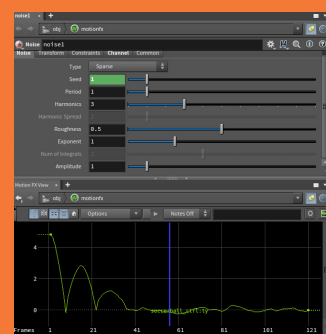 noise1
obj motionfx
Noise noise1
Noise Transform Constraints Channel Common
Type Sparse
Seed 1
Period 1
Harmonics 3
Harmonic Spread
Roughness 0.5
Exponent 1
Num of Integrals
Amplitude 1
Motion FX View
obj motionfx
Options Notes Off
4
2
0
Frames 1 21 41 61 81 101 121